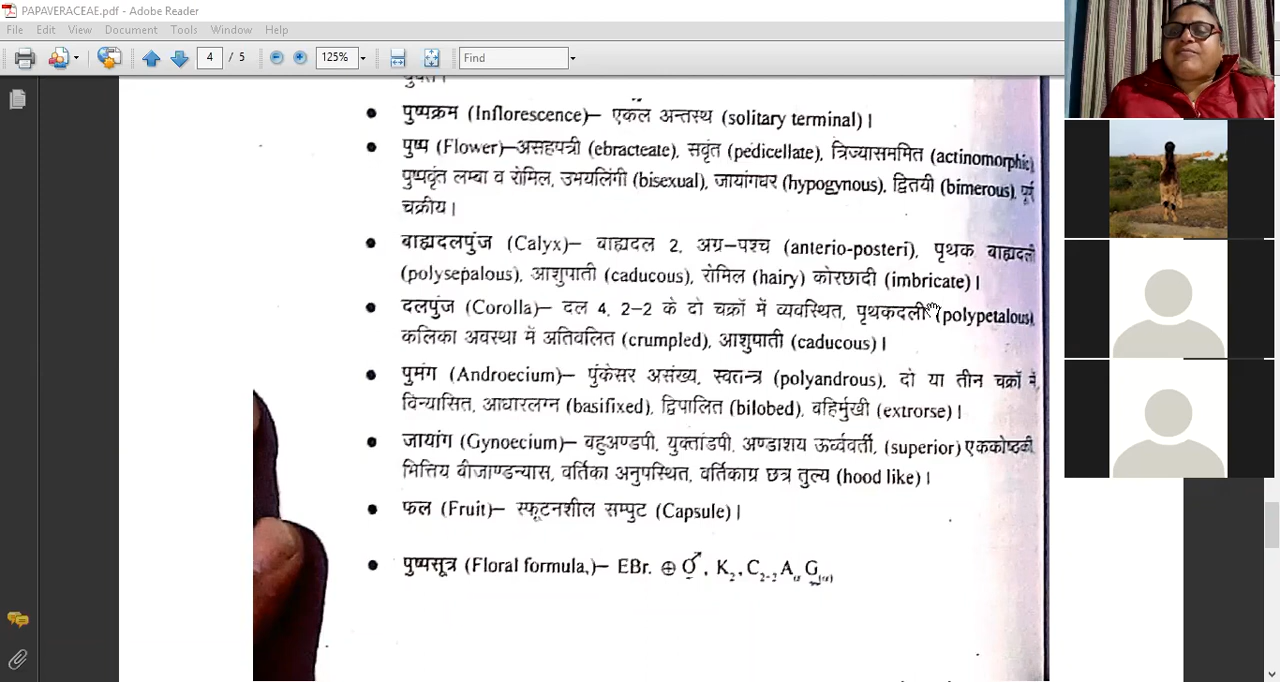 PAPAVERACEAE.pdf - Adobe Reader
File Edit View Document Tools Window Help
4 / 5 125% Find
• पुष्पक्रम (Inflorescence)– एकल अन्तस्थ (solitary terminal)।
• पुष्प (Flower)–असहपत्री (ebracteate), सवृंत (pedicellate), त्रिज्यासममित (actinomorphic),
पुष्पवृंत लम्बा व रोमिल, उभयलिंगी (bisexual), जायांगधर (hypogynous), द्वितयी (bimerous), पूर्ण
चक्रीय।
• बाह्यदलपुंज (Calyx)– बाह्यदल 2, अग्र–पश्च (anterio-posteri), पृथक बाह्यदली
(polysepalous), आशुपाती (caducous), रोमिल (hairy) कोरछादी (imbricate)।
• दलपुंज (Corolla)– दल 4, 2–2 के दो चक्रों में व्यवस्थित, पृथकदली (polypetalous),
कलिका अवस्था में अतिवलित (crumpled), आशुपाती (caducous)।
• पुमंग (Androecium)– पुंकेसर असंख्य, स्वतन्त्र (polyandrous), दो या तीन चक्रों में,
विन्यासित, आधारलग्न (basifixed), द्विपालित (bilobed), वहिर्मुखी (extrorse)।
• जायांग (Gynoecium)– बहुअण्डपी, युक्तांडपी, अण्डाशय ऊर्ध्ववर्ती, (superior) एककोष्ठकी
भित्तिय बीजाण्डन्यास, वर्तिका अनुपस्थित, वर्तिकाग्र छत्र तुल्य (hood like)।
• फल (Fruit)– स्फूटनशील सम्पुट (Capsule)।
• पुष्पसूत्र (Floral formula,)– EBr. ⊕ ⚥, K2, C2-2 Aα G(α)